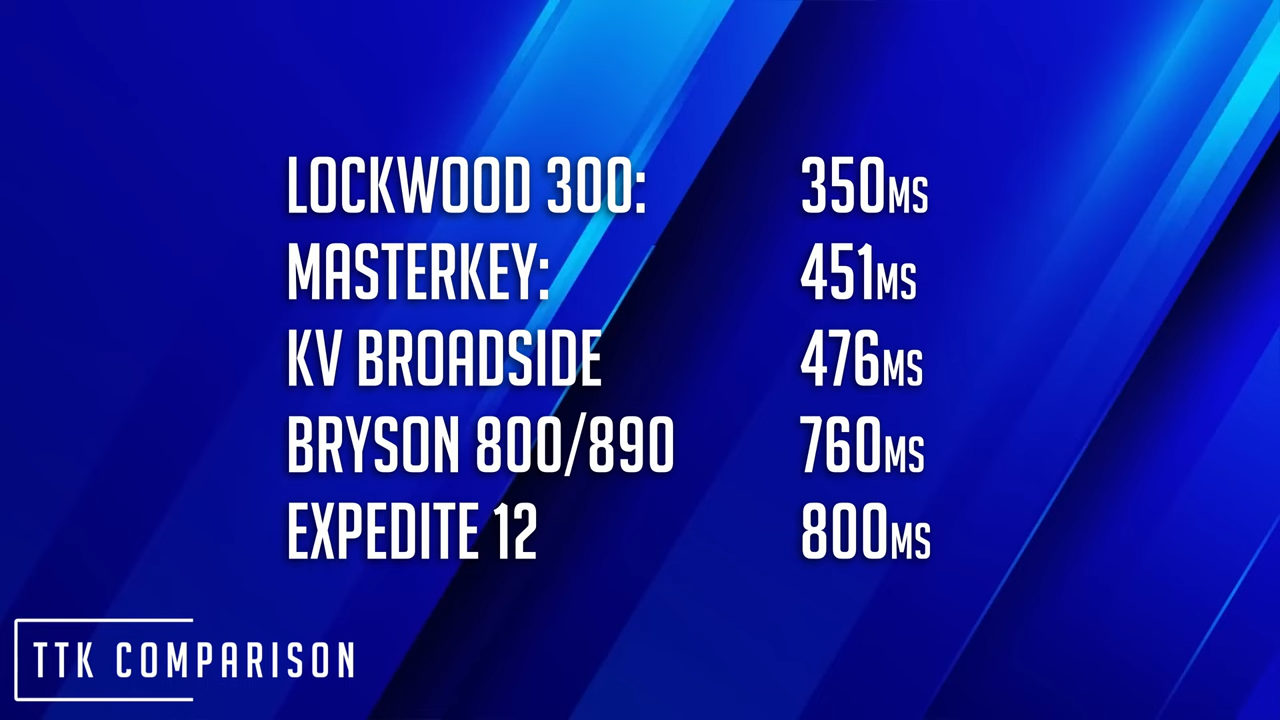 LOCKWOOD 300: 350MS
MASTERKEY: 451MS
KV BROADSIDE 476MS
BRYSON 800/890 760MS
EXPEDITE 12 800MS
TTK COMPARISON